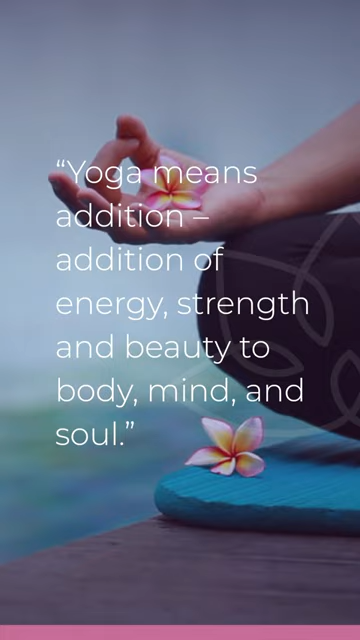 “Yoga means
addition –
addition of
energy, strength
and beauty to
body, mind, and
soul.”